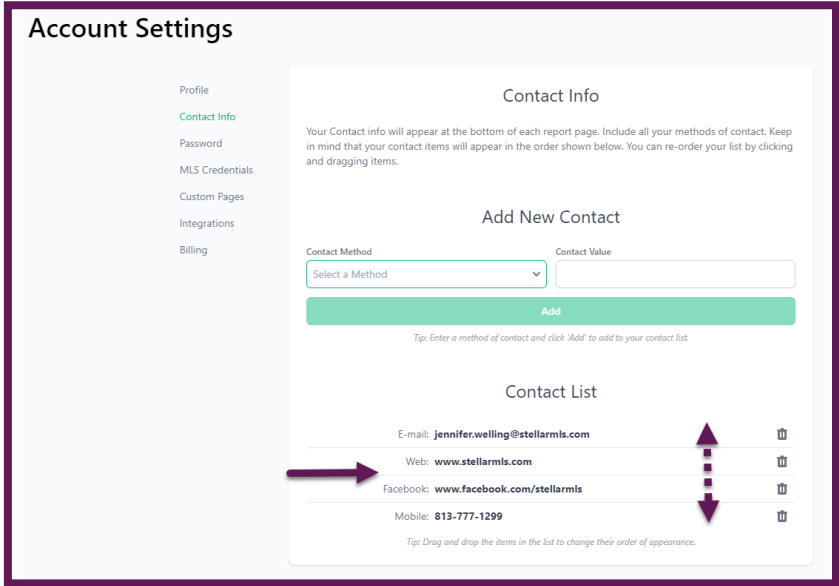 Account Settings
Profile
Contact Info
Password
MLS Credentials
Custom Pages
Integrations
Billing
Contact Info
Your Contact info will appear at the bottom of each report page. Include all your methods of contact. Keep
in mind that your contact items will appear in the order shown below. You can re-order your list by clicking
and dragging items.
Add New Contact
Contact Method Contact Value
Select a Method
Add
Tip: Enter a method of contact and click 'Add' to add to your contact list.
Contact List
E-mail: jennifer.welling@stellarmls.com
Web: www.stellarmls.com
Facebook: www.facebook.com/stellarmls
Mobile: 813-777-1299
Tip: Drag and drop the items in the list to change their order of appearance.